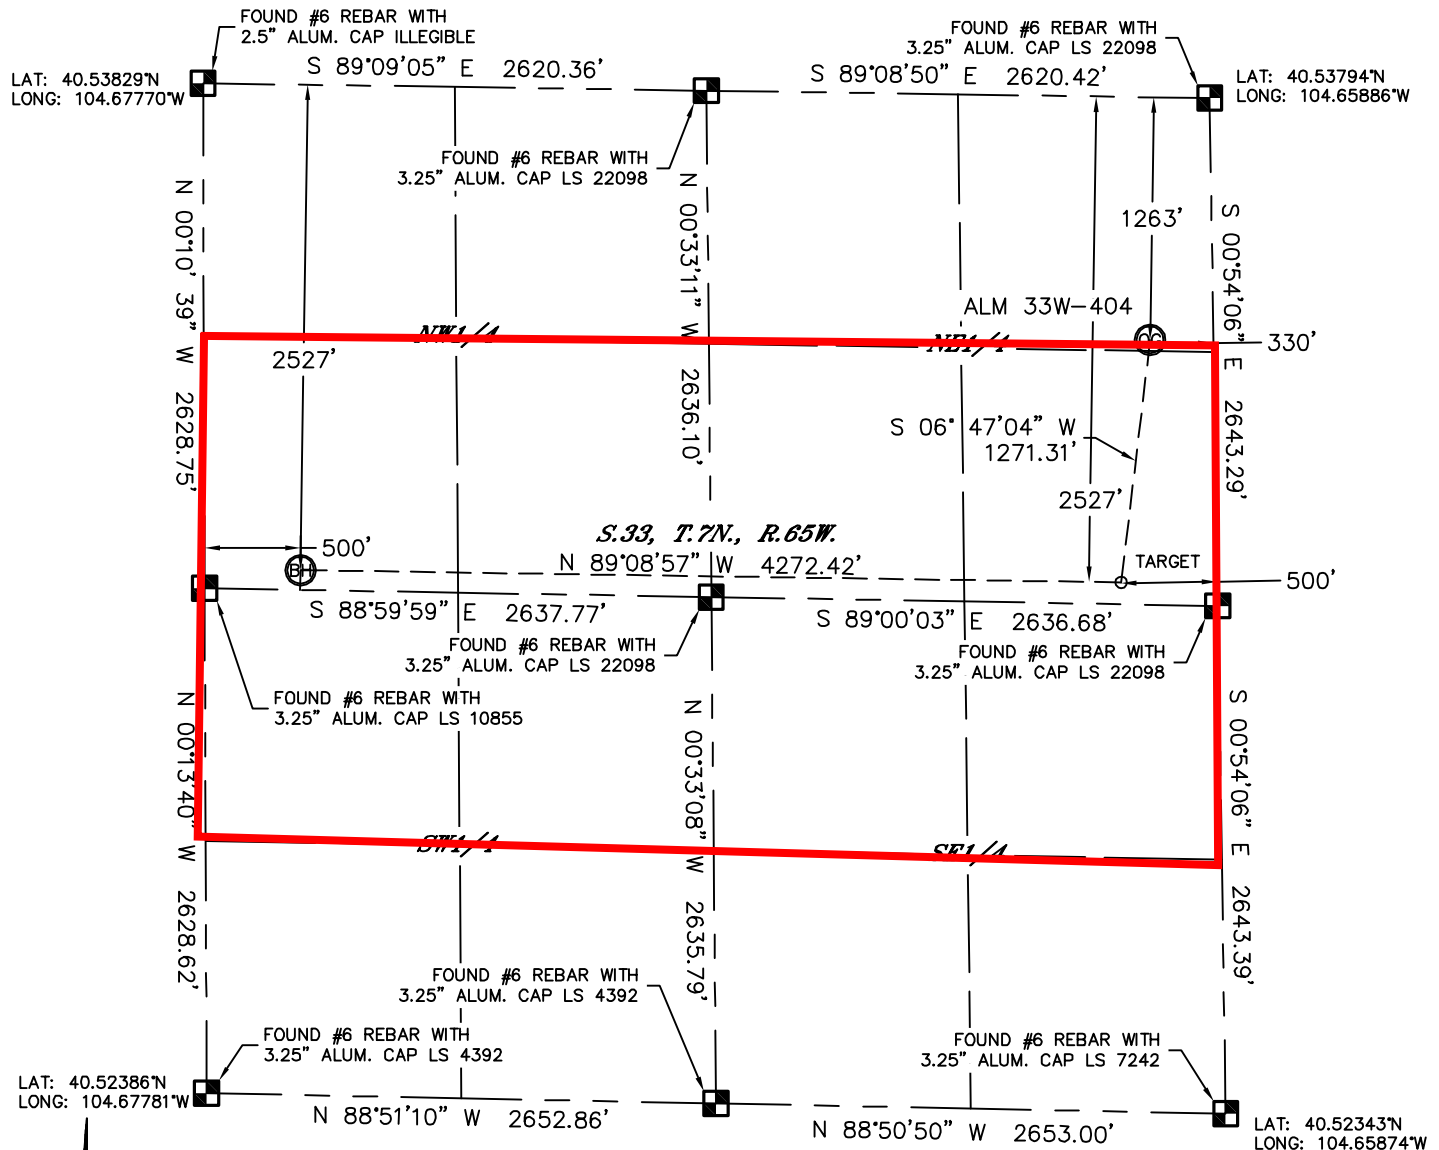 FOUND #6 REBAR WITH
2.5" ALUM. CAP ILLEGIBLE
FOUND #6 REBAR WITH
3.25" ALUM. CAP LS 22098
LAT: 40.53829°N
LONG: 104.67770°W
S 89°09'05" E 2620.36'
S 89°08'50" E 2620.42'
LAT: 40.53794°N
LONG: 104.65886°W
FOUND #6 REBAR WITH
3.25" ALUM. CAP LS 22098
N 00°10' 39" W 2628.75'
N 00°33'11" W 2636.10'
1263'
S 00°54'06" E 2643.29'
ALM 33W-404
NW1/4
NE1/4
OG
330'
2527'
S 06° 47'04" W
1271.31'
2527'
S.33, T.7N., R.65W.
500'
N 89°08'57" W 4272.42'
TARGET
BH
500'
S 88°59'59" E 2637.77'
S 89°00'03" E 2636.68'
FOUND #6 REBAR WITH
3.25" ALUM. CAP LS 22098
FOUND #6 REBAR WITH
3.25" ALUM. CAP LS 22098
FOUND #6 REBAR WITH
3.25" ALUM. CAP LS 10855
N 00°13'40" W 2628.62'
N 00°33'08" W 2635.79'
S 00°54'06" E 2643.39'
SW1/4
SE1/4
FOUND #6 REBAR WITH
3.25" ALUM. CAP LS 4392
FOUND #6 REBAR WITH
3.25" ALUM. CAP LS 4392
FOUND #6 REBAR WITH
3.25" ALUM. CAP LS 7242
LAT: 40.52386°N
LONG: 104.67781°W
N 88°51'10" W 2652.86'
N 88°50'50" W 2653.00'
LAT: 40.52343°N
LONG: 104.65874°W